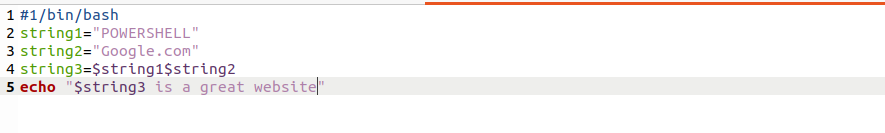 1 #1/bin/bash
2 string1="POWERSHELL"
3 string2="Google.com"
4 string3=$string1$string2
5 echo "$string3 is a great website"